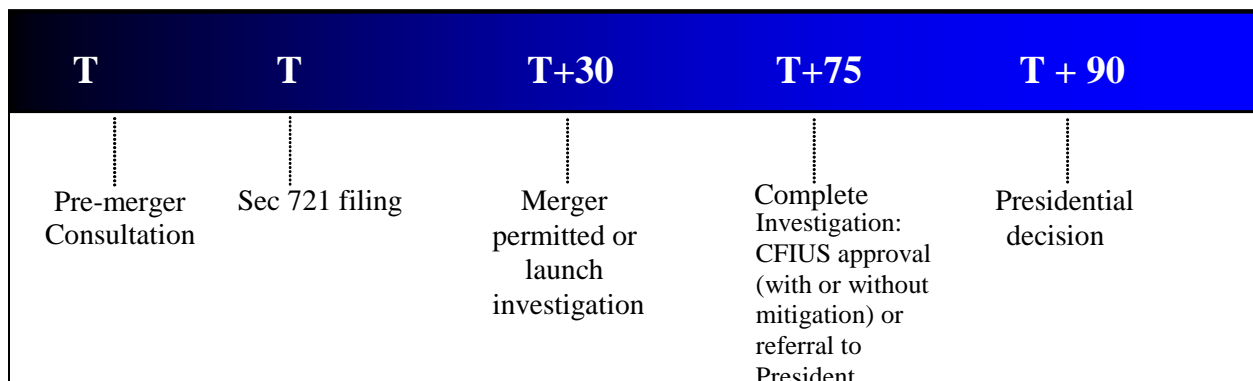 T T T+30 T+75 T + 90
Pre-merger
Consultation
Sec 721 filing
Merger
permitted or
launch
investigation
Complete
Investigation:
CFIUS approval
(with or without
mitigation) or
referral to
President
Presidential
decision